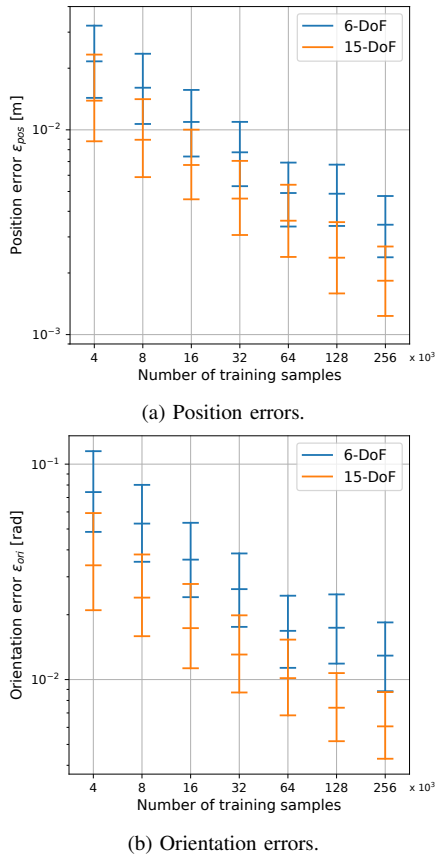 6-DoF
15-DoF
Position error ε_pos [m]
10⁻²
10⁻³
4 8 16 32 64 128 256 x 10³
Number of training samples
(a) Position errors.
6-DoF
15-DoF
Orientation error ε_ori [rad]
10⁻¹
10⁻²
4 8 16 32 64 128 256 x 10³
Number of training samples
(b) Orientation errors.